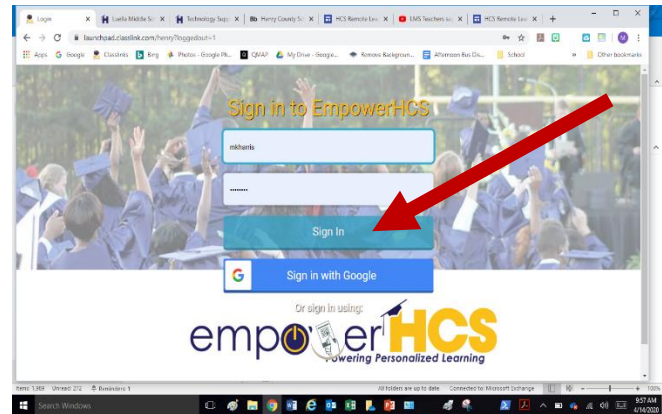 Login
Luella Middle Sc
Technology Supp
Henry County Sc
HCS Remote Lea
LMS Teachers su
HCS Remote Lea
launchpad.classlink.com/henry?loggedout=1
Apps
Google
Classlinks
Bing
Photos - Google Ph...
QMAP
My Drive - Google...
Remove Backgroun...
Afternoon Bus Dis...
School
»
Other bookmarks
Sign in to EmpowerHCS
Sign In
Sign in with Google
Or sign in using:
empower HCS
Powering Personalized Learning
Items: 1,969 Unread: 272 Reminders: 1
All folders are up to date. Connected to: Microsoft Exchange
100%
Search Windows
9:57 AM
4/14/2020